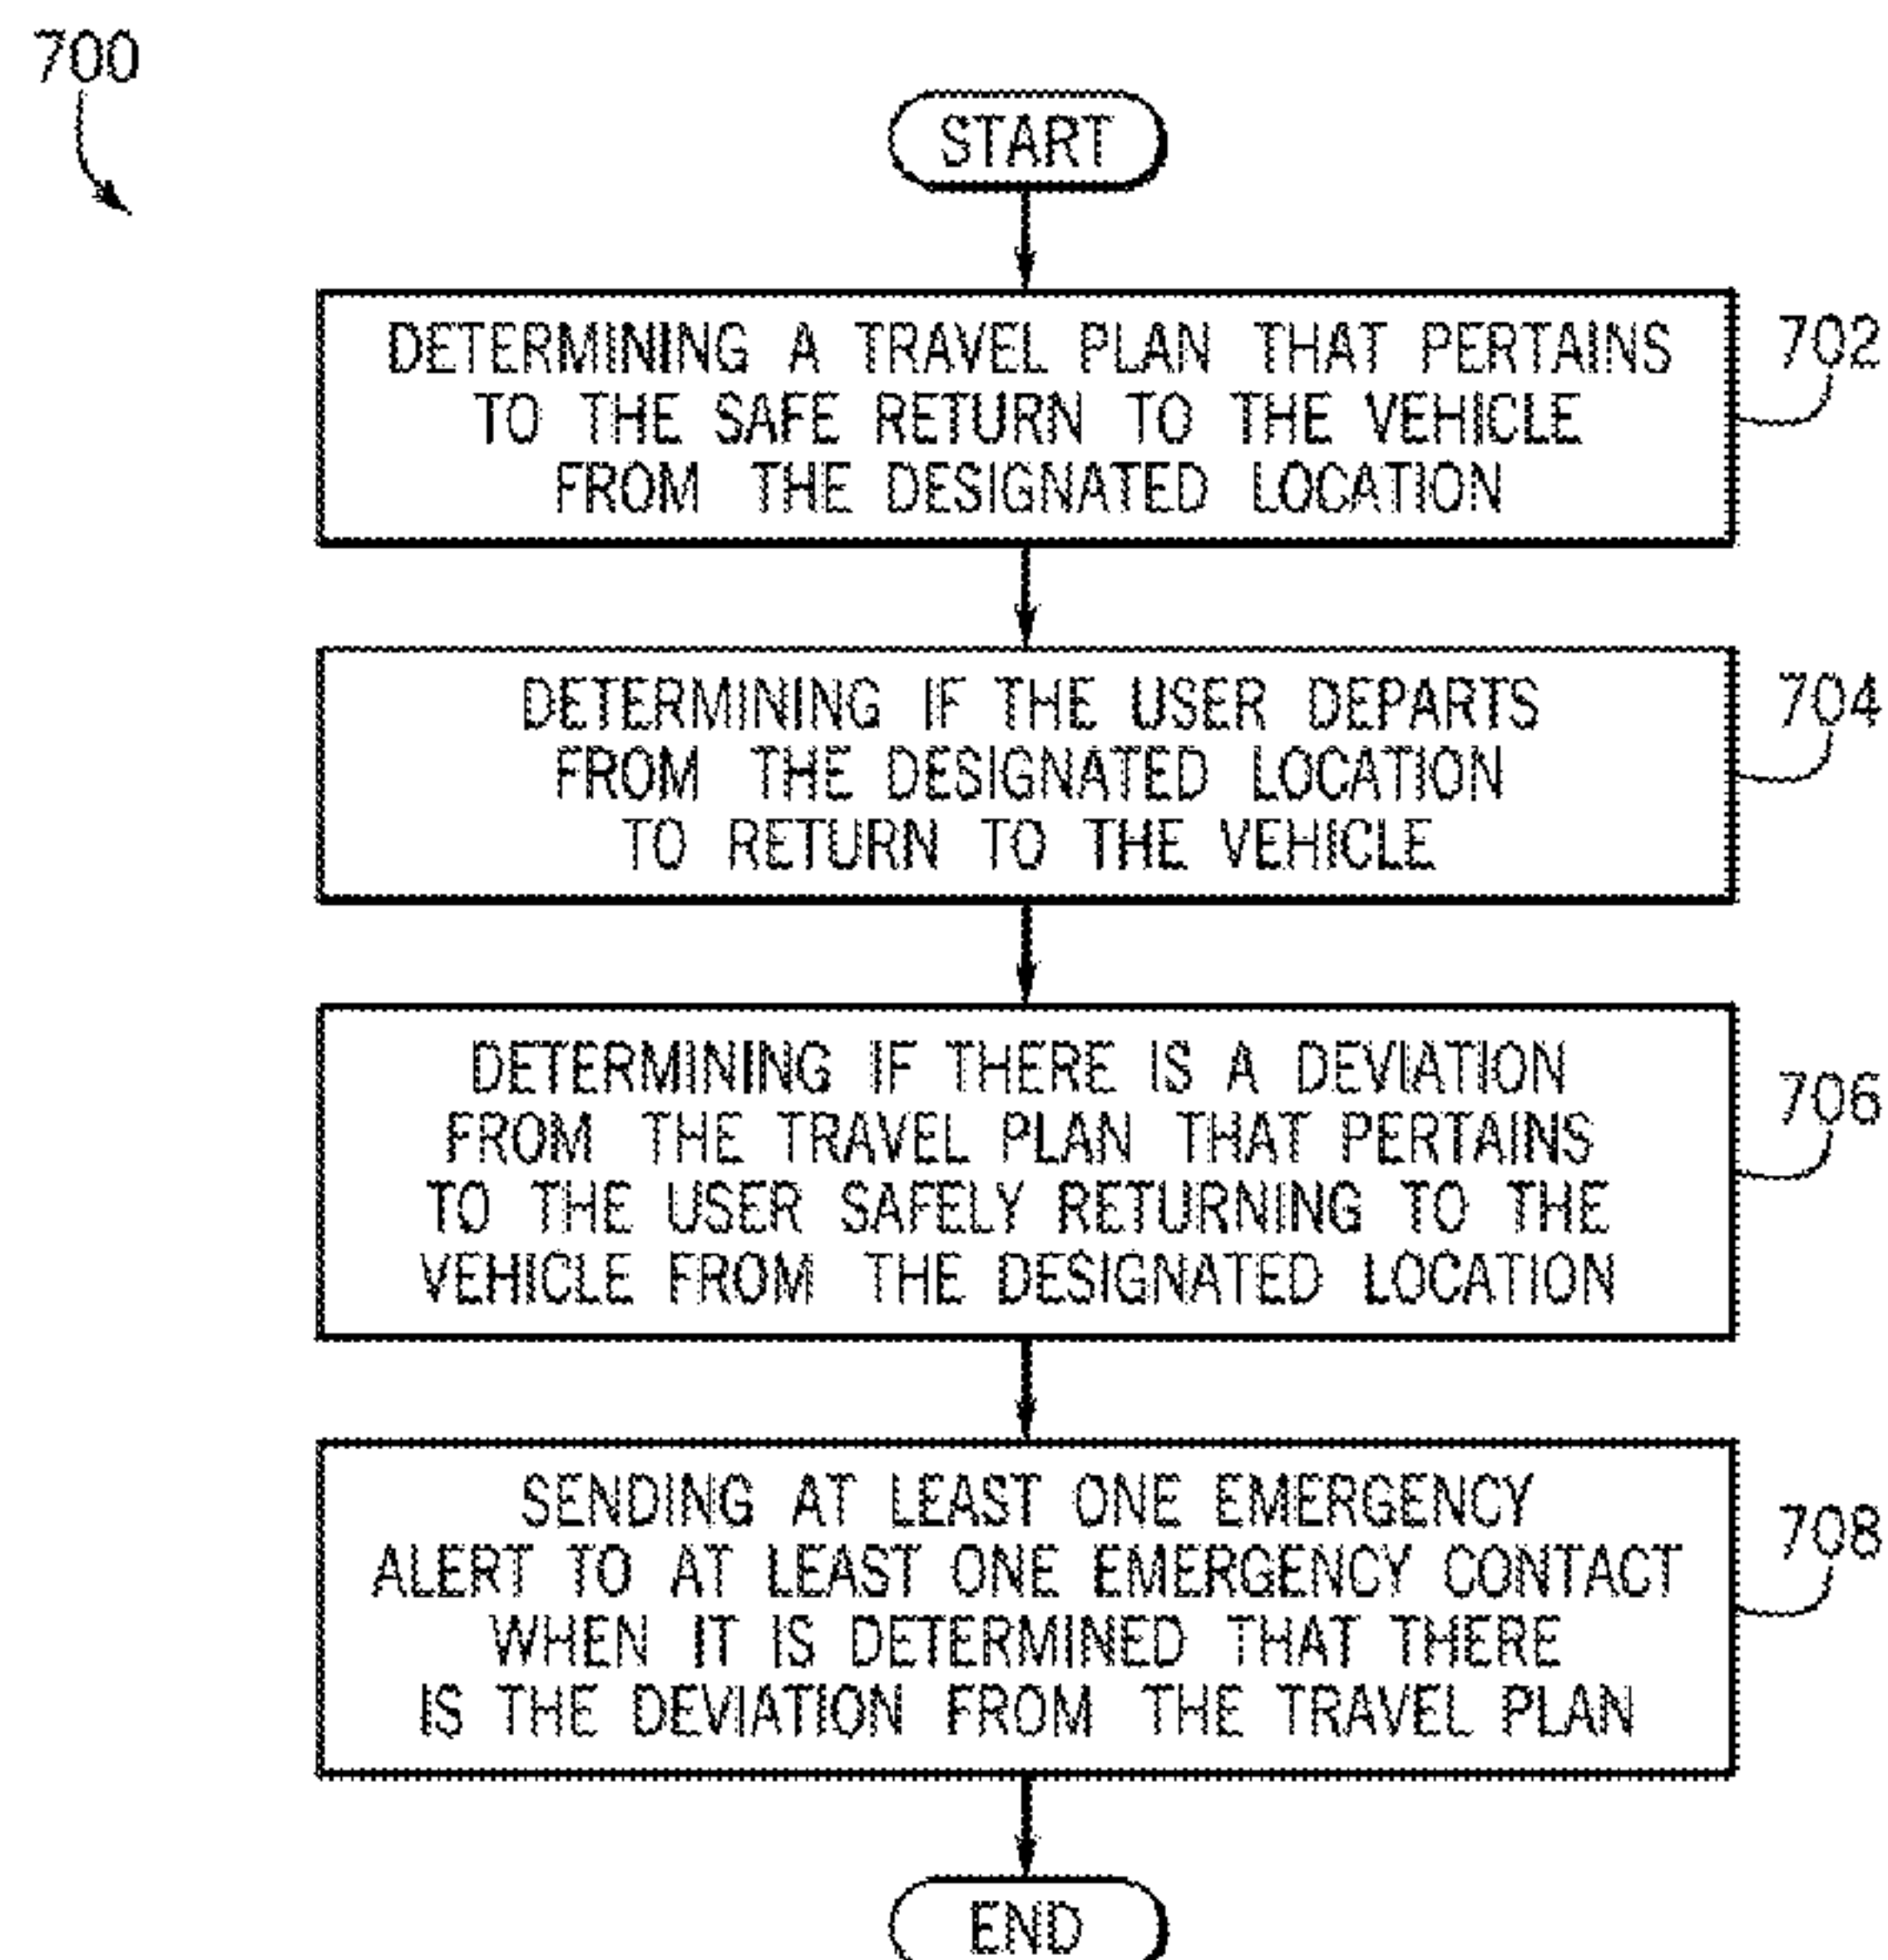 700
START
DETERMINING A TRAVEL PLAN THAT PERTAINS
TO THE SAFE RETURN TO THE VEHICLE
FROM THE DESIGNATED LOCATION
702
DETERMINING IF THE USER DEPARTS
FROM THE DESIGNATED LOCATION
TO RETURN TO THE VEHICLE
704
DETERMINING IF THERE IS A DEVIATION
FROM THE TRAVEL PLAN THAT PERTAINS
TO THE USER SAFELY RETURNING TO THE
VEHICLE FROM THE DESIGNATED LOCATION
706
SENDING AT LEAST ONE EMERGENCY
ALERT TO AT LEAST ONE EMERGENCY CONTACT
WHEN IT IS DETERMINED THAT THERE
IS THE DEVIATION FROM THE TRAVEL PLAN
708
END